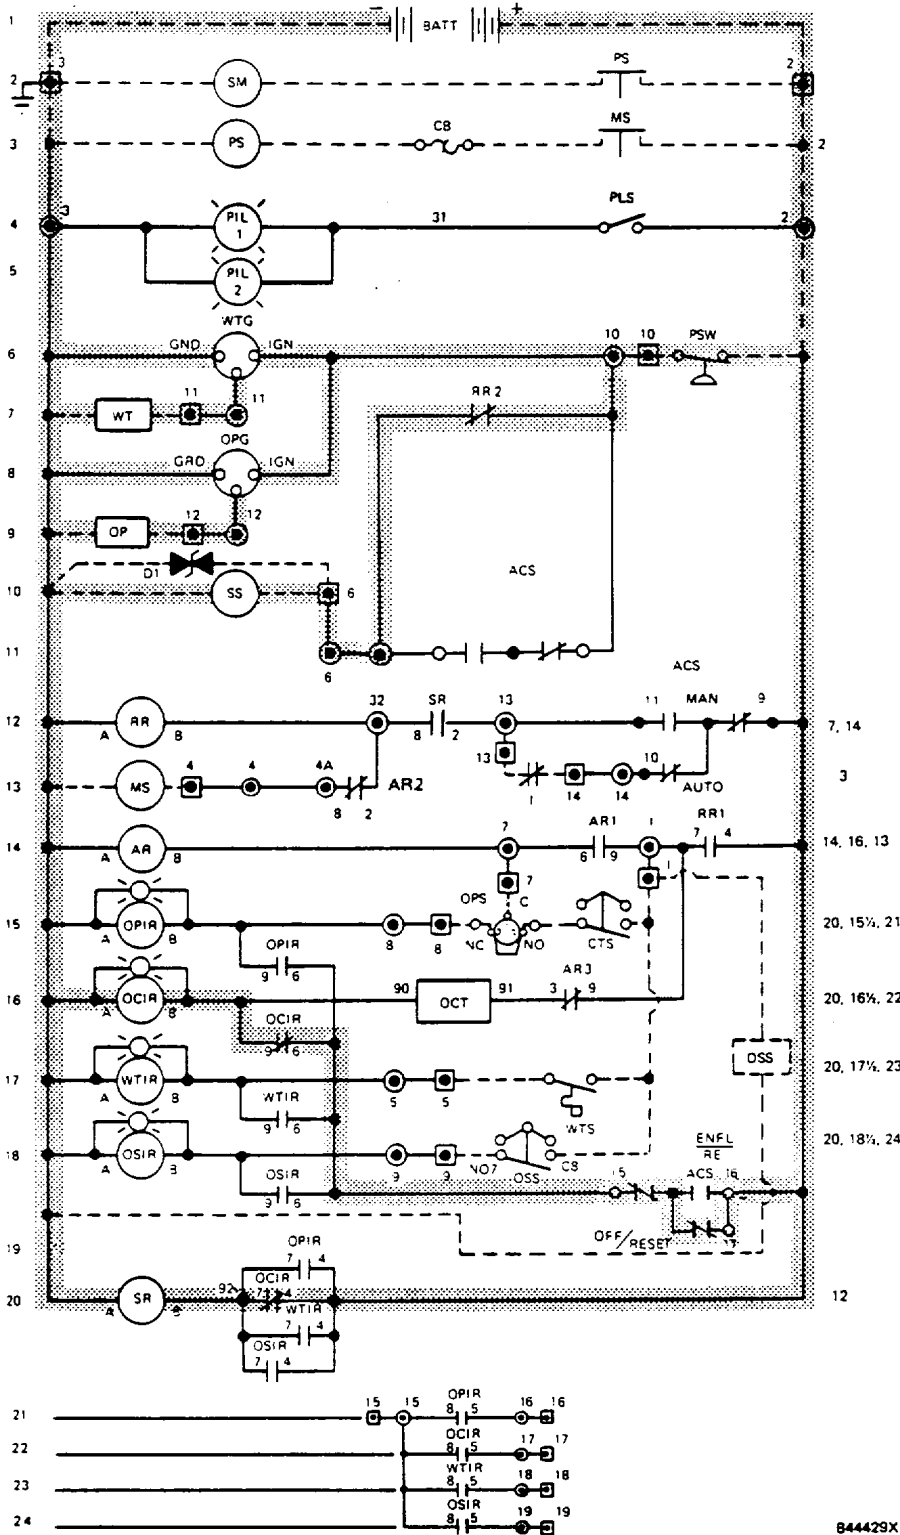 1 − BATT +
3 PS 2
2 SM
MS
3 PS CB 2
3 PIL 1 31 PLS 2
4
5 PIL 2
WTG
6 GND IGN 10 10 PSW
11 RR2
7 WT 11
OPG
8 GRD IGN
12 12
9 OP
D1 ACS
10 SS 6
11 6
ACS
32 SR 13 11 MAN 9
12 A RR B 8 2 7, 14
13 10
4 4 4A AR2 AUTO
13 MS 8 2 1 14 14 3
7 AR1 1 RR1
14 A AR B 6 9 7 4 14, 16, 13
7 1
OPS C
15 A OPIR B 8 8 NC NO CTS 20, 15½, 21
OPIR
9 6 AR3
16 A OCIR B 90 OCT 91 3 9 20, 16½, 22
OCIR
9 6 OSS
17 A WTIR B 5 5 WTS 20, 17½, 23
WTIR
9 6
18 A OSIR B 9 9 NO7 OSS C8 ENFL/RE 20, 18½, 24
OSIR 15 ACS 16
9 6
OFF/RESET 17
19 OPIR
7 4
92 OCIR
20 A SR B 7 4 12
WTIR
7 4
OSIR
7 4
OPIR
21 15 15 8 5 16 16
OCIR
22 8 5 17 17
WTIR
23 8 5 18 18
OSIR
24 8 5 19 19
844429X